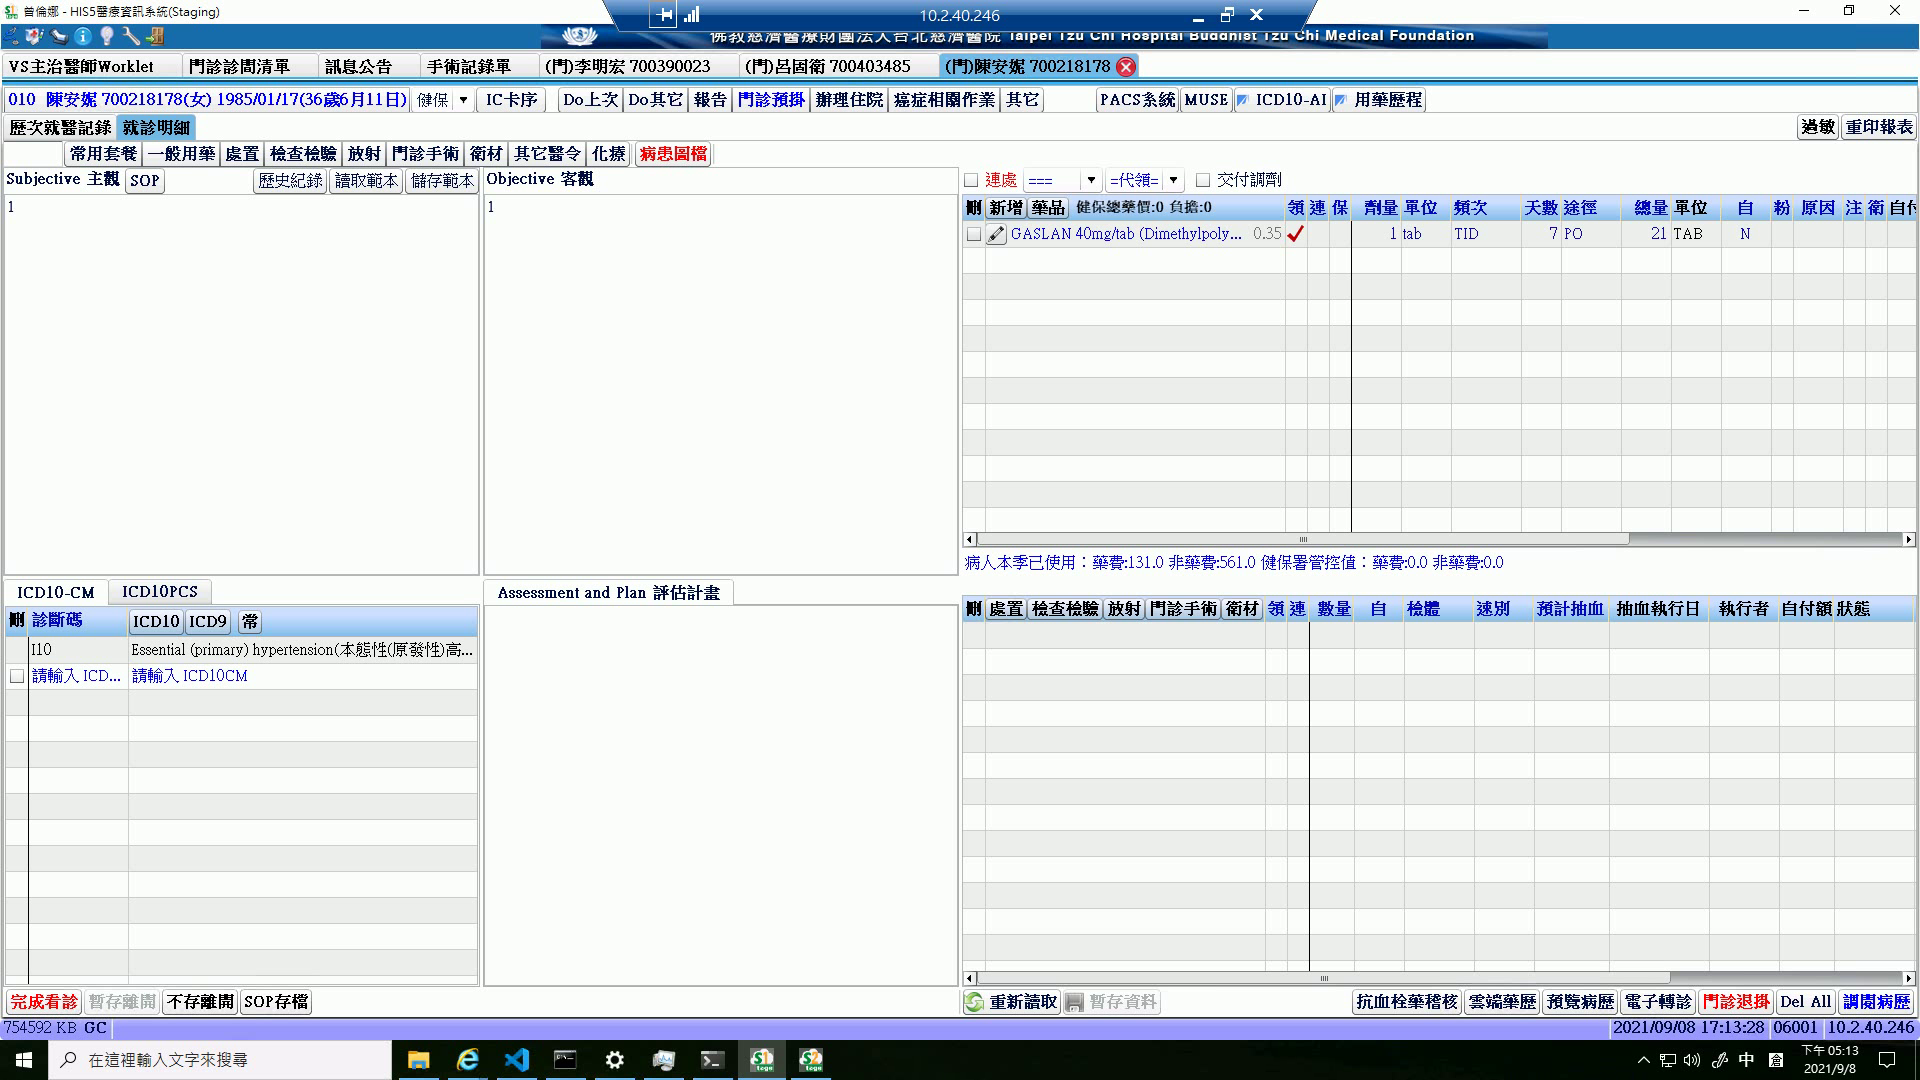 曾倫娜 - HIS5醫療資訊系統(Staging)
10.2.40.246
佛教慈濟醫療財團法人台北慈濟醫院 Taipei Tzu Chi Hospital Buddhist Tzu Chi Medical Foundation
VS主治醫師Worklet 門診診間清單 訊息公告 手術記錄單 (門)李明宏 700390023 (門)呂固衛 700403485 (門)陳安妮 700218178
010 陳安妮 700218178(女) 1985/01/17(36歲6月11日) 健保 IC卡序 Do上次 Do其它 報告 門診預掛 辦理住院 癌症相關作業 其它 PACS系統 MUSE ICD10-AI 用藥歷程
歷次就醫記錄 就診明細 過敏 重印報表
常用套餐 一般用藥 處置 檢查檢驗 放射 門診手術 衛材 其它醫令 化療 病患圖檔
Subjective 主觀 SOP 歷史紀錄 讀取範本 儲存範本 Objective 客觀 連處 === =代領= 交付調劑
1 1
刪 新增 藥品 健保總藥價:0 負擔:0 領 連 保 劑量 單位 頻次 天數 途徑 總量 單位 自 粉 原因 注 衛 自付
GASLAN 40mg/tab (Dimethylpoly... 0.35 1 tab TID 7 PO 21 TAB N
病人本季已使用：藥費:131.0 非藥費:561.0 健保署管控值：藥費:0.0 非藥費:0.0
ICD10-CM ICD10PCS Assessment and Plan 評估計畫
刪 診斷碼 ICD10 ICD9 常
刪 處置 檢查檢驗 放射 門診手術 衛材 領 連 數量 自 檢體 速別 預計抽血 抽血執行日 執行者 自付額 狀態
I10 Essential (primary) hypertension(本態性(原發性)高...
請輸入 ICD... 請輸入 ICD10CM
完成看診 暫存離開 不存離開 SOP存檔 重新讀取 暫存資料 抗血栓藥稽核 雲端藥歷 預覽病歷 電子轉診 門診退掛 Del All 調閱病歷
754592 KB GC 2021/09/08 17:13:28 06001 10.2.40.246
在這裡輸入文字來搜尋 中 下午 05:13
2021/9/8